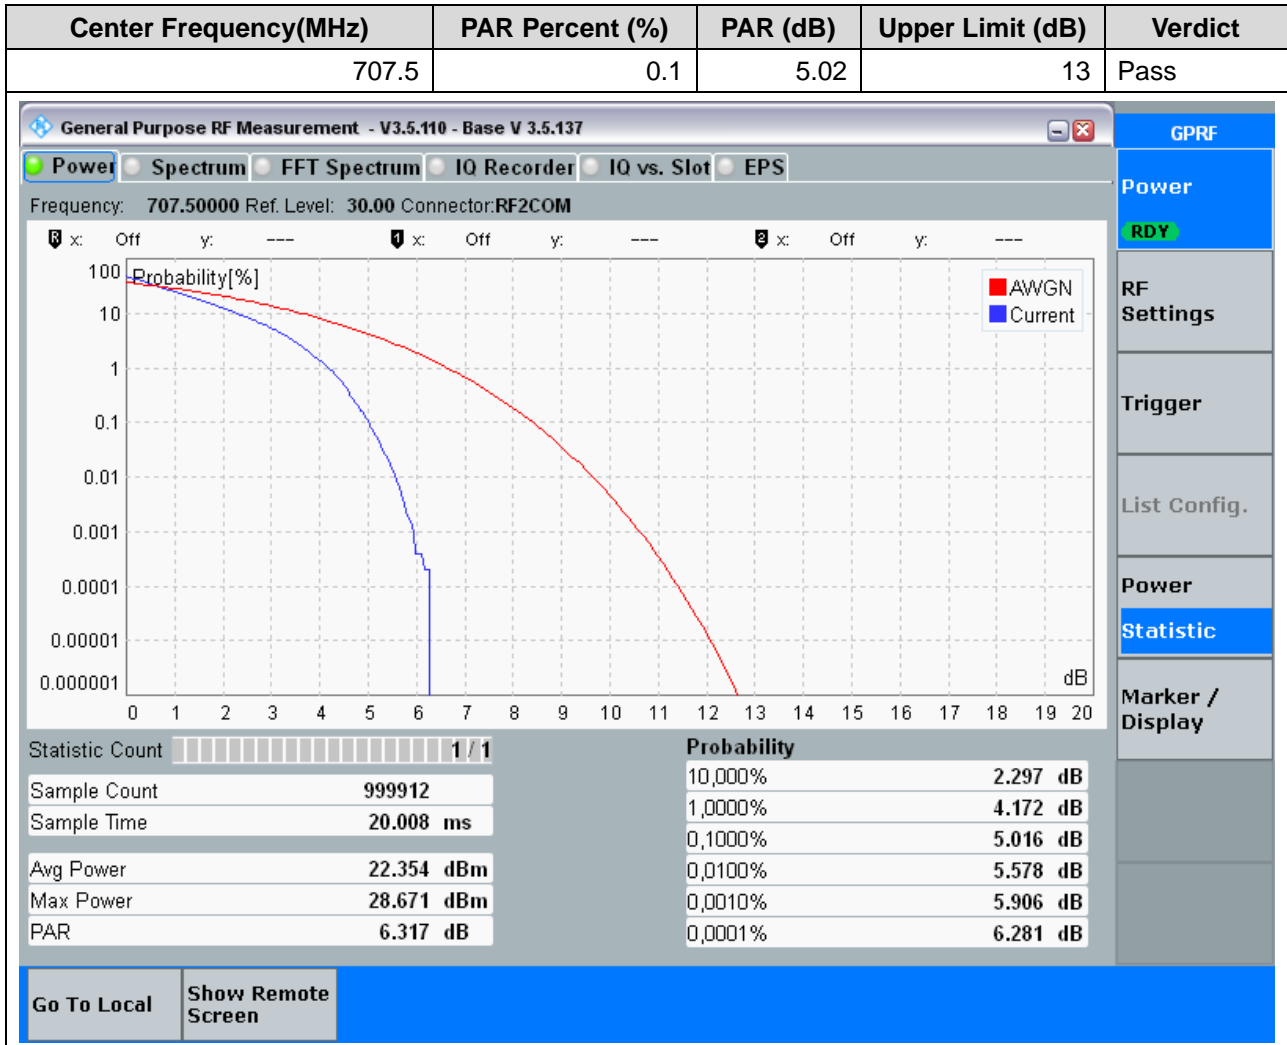 Center Frequency(MHz) PAR Percent (%) PAR (dB) Upper Limit (dB) Verdict
707.5 0.1 5.02 13 Pass
General Purpose RF Measurement - V3.5.110 - Base V 3.5.137
GPRF
Power Spectrum FFT Spectrum IQ Recorder IQ vs. Slot EPS
Frequency: 707.50000 Ref. Level: 30.00 Connector:RF2COM
R x: Off y: --- 1 x: Off y: --- 2 x: Off y: ---
Probability[%]
AWGN
Current
100
10
1
0.1
0.01
0.001
0.0001
0.00001
0.000001
dB
0 1 2 3 4 5 6 7 8 9 10 11 12 13 14 15 16 17 18 19 20
Statistic Count 1 / 1
Sample Count 999912
Sample Time 20.008 ms
Avg Power 22.354 dBm
Max Power 28.671 dBm
PAR 6.317 dB
Probability
10,000% 2.297 dB
1,0000% 4.172 dB
0,1000% 5.016 dB
0,0100% 5.578 dB
0,0010% 5.906 dB
0,0001% 6.281 dB
Power
RDY
RF
Settings
Trigger
List Config.
Power
Statistic
Marker /
Display
Go To Local
Show Remote
Screen